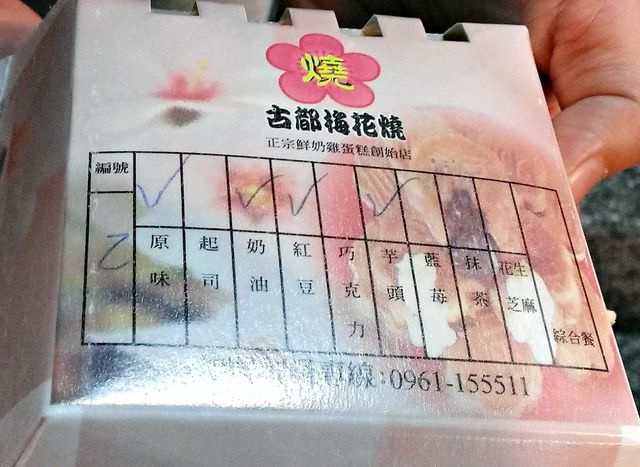 燒
古都梅花燒
正宗鮮奶雞蛋糕創始店
編號
原味 起司 奶油 紅豆 巧克力 芋頭 藍莓 抹茶 花生芝麻 綜合餐
專線:0961-155511